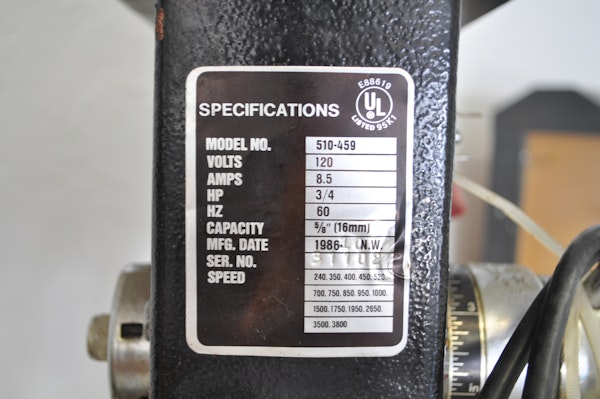 E88619
UL
LISTED 95K1
SPECIFICATIONS
MODEL NO. 510-459
VOLTS 120
AMPS 8.5
HP 3/4
HZ 60
CAPACITY 5/8" (16mm)
MFG. DATE 1986- N.W.
SER. NO.
SPEED 240. 350. 400. 450. 520.
700. 750. 850. 950. 1000.
1500. 1750. 1950. 2650.
3500. 3800